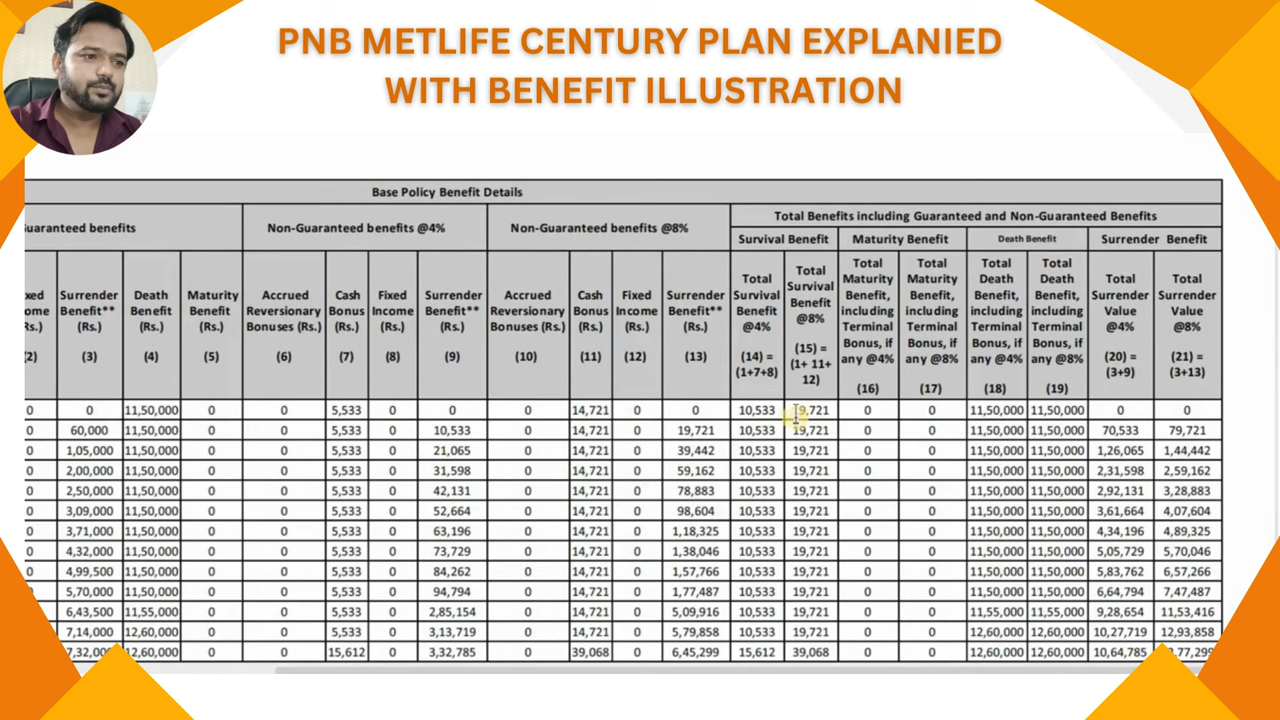 PNB METLIFE CENTURY PLAN EXPLANIED
WITH BENEFIT ILLUSTRATION
Base Policy Benefit Details
benefits
Non-Guaranteed benefits @4%
Non-Guaranteed benefits @8%
Total Benefits including Guaranteed and Non-Guaranteed Benefits
Survival Benefit
Maturity Benefit
Death Benefit
Surrender Benefit
Surrender Benefit** (Rs.) (3)
Death Benefit (Rs.) (4)
Maturity Benefit (Rs.) (5)
Accrued Reversionary Bonuses (Rs.) (6)
Cash Bonus (Rs.) (7)
Fixed Income (Rs.) (8)
Surrender Benefit** (Rs.) (9)
Accrued Reversionary Bonuses (Rs.) (10)
Cash Bonus (Rs.) (11)
Fixed Income (Rs.) (12)
Surrender Benefit** (Rs.) (13)
Total Survival Benefit @4% (14) = (1+7+8)
Total Survival Benefit @8% (15) = (1+ 11+ 12)
Total Maturity Benefit, including Terminal Bonus, if any @4% (16)
Total Maturity Benefit, including Terminal Bonus, if any @8% (17)
Total Death Benefit, including Terminal Bonus, if any @4% (18)
Total Death Benefit, including Terminal Bonus, if any @8% (19)
Total Surrender Value @4% (20) = (3+9)
Total Surrender Value @8% (21) = (3+13)
0 0 11,50,000 0 0 5,533 0 0 0 14,721 0 0 10,533 0 0 11,50,000 11,50,000 0 0
0 60,000 11,50,000 0 0 5,533 0 10,533 0 14,721 0 19,721 10,533 19,721 0 0 11,50,000 11,50,000 70,533 79,721
0 1,05,000 11,50,000 0 0 5,533 0 21,065 0 14,721 0 39,442 10,533 19,721 0 0 11,50,000 11,50,000 1,26,065 1,44,442
0 2,00,000 11,50,000 0 0 5,533 0 31,598 0 14,721 0 59,162 10,533 19,721 0 0 11,50,000 11,50,000 2,31,598 2,59,162
0 2,50,000 11,50,000 0 0 5,533 0 42,131 0 14,721 0 78,883 10,533 19,721 0 0 11,50,000 11,50,000 2,92,131 3,28,883
0 3,09,000 11,50,000 0 0 5,533 0 52,664 0 14,721 0 98,604 10,533 19,721 0 0 11,50,000 11,50,000 3,61,664 4,07,604
0 3,71,000 11,50,000 0 0 5,533 0 63,196 0 14,721 0 1,18,325 10,533 19,721 0 0 11,50,000 11,50,000 4,34,196 4,89,325
0 4,32,000 11,50,000 0 0 5,533 0 73,729 0 14,721 0 1,38,046 10,533 19,721 0 0 11,50,000 11,50,000 5,05,729 5,70,046
0 4,99,500 11,50,000 0 0 5,533 0 84,262 0 14,721 0 1,57,766 10,533 19,721 0 0 11,50,000 11,50,000 5,83,762 6,57,266
5,70,000 11,50,000 0 0 5,533 0 94,794 0 14,721 0 1,77,487 10,533 19,721 0 0 11,50,000 11,50,000 6,64,794 7,47,487
6,43,500 11,55,000 0 0 5,533 0 2,85,154 0 14,721 0 5,09,916 10,533 19,721 0 0 11,55,000 11,55,000 9,28,654 11,53,416
7,14,000 12,60,000 0 0 5,533 0 3,13,719 0 14,721 0 5,79,858 10,533 19,721 0 0 12,60,000 12,60,000 10,27,719 12,93,858
0 0 15,612 0 3,32,785 0 39,068 0 6,45,299 15,612 39,068 0 0 12,60,000 12,60,000 10,64,785